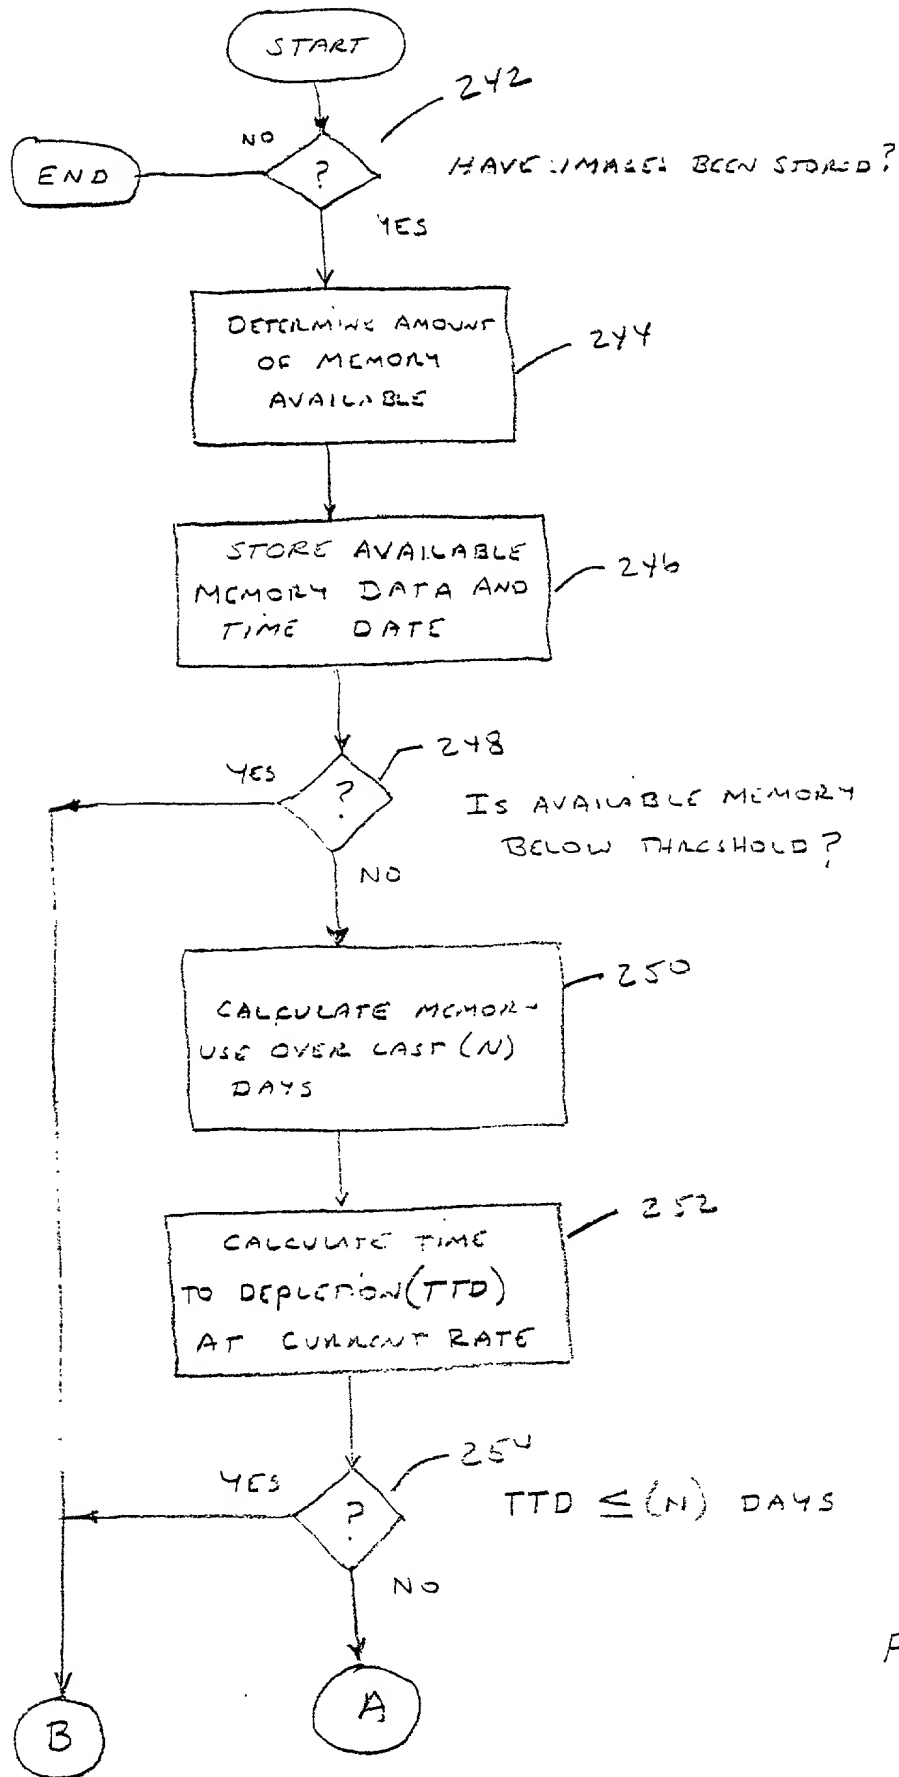 START
242
NO
END
?
HAVE IMAGES BEEN STORED?
YES
DETERMINE AMOUNT
OF MEMORY
AVAILABLE
244
STORE AVAILABLE
MEMORY DATA AND
TIME DATE
246
248
YES
?
IS AVAILABLE MEMORY
BELOW THRESHOLD?
NO
250
CALCULATE MEMOR
USE OVER LAST (N)
DAYS
252
CALCULATE TIME
TO DEPLETION (TTD)
AT CURRENT RATE
254
YES
?
TTD ≤ (N) DAYS
NO
F
A
B